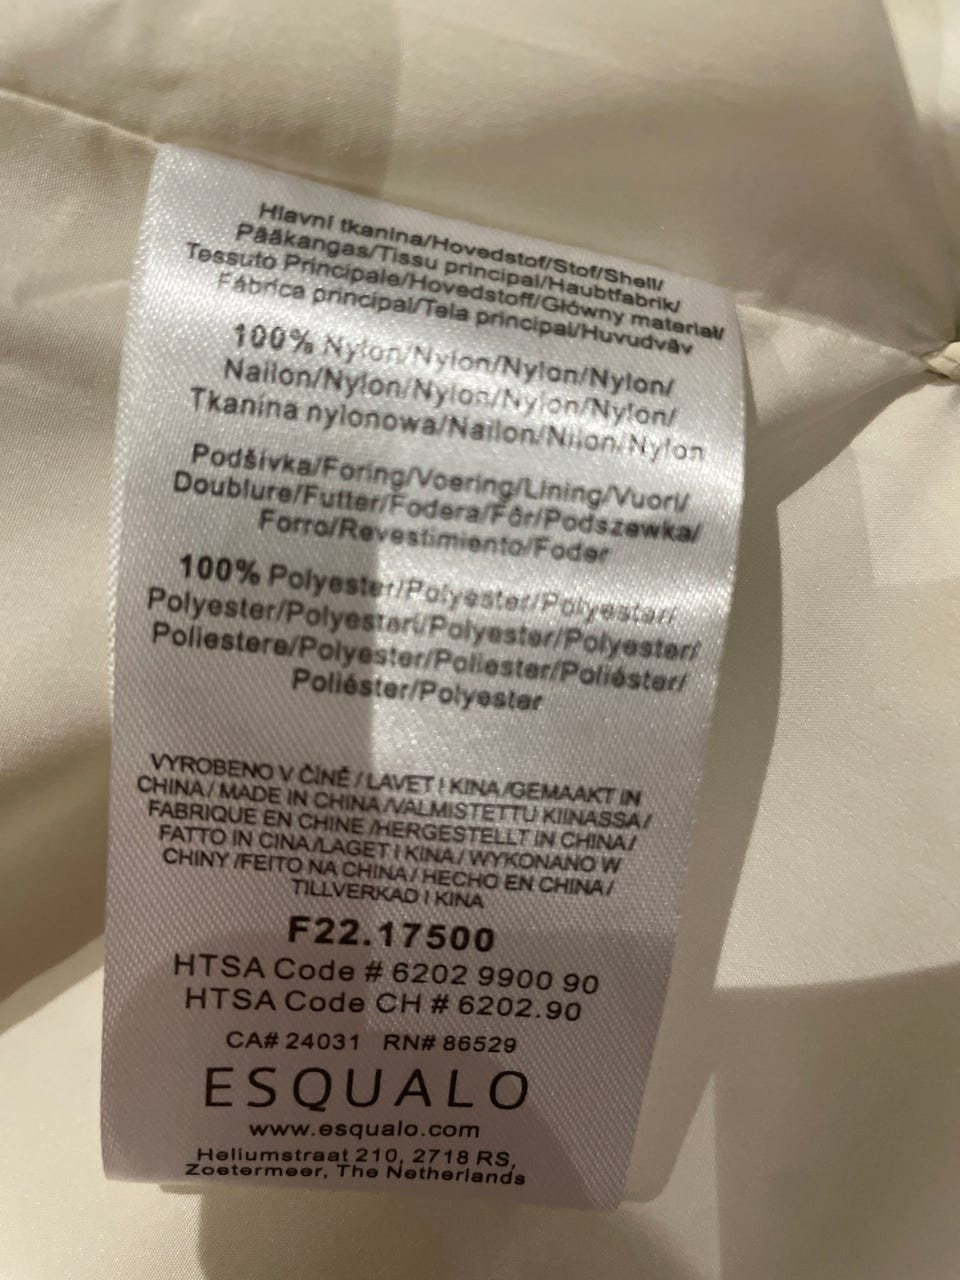 Hlavní tkanina/Hovedstof/Stof/Shell/
Pääkangas/Tissu principal/Haubtfabrik/
Tessuto Principale/Hovedstoff/Główny materiał/
Fábrica principal/Tela principal/Huvudväv
100% Nylon/Nylon/Nylon/Nylon/
Nailon/Nylon/Nylon/Nylon/Nylon/
Tkanina nylonowa/Nailon/Nilon/Nylon
Podšívka/Foring/Voering/Lining/Vuori/
Doublure/Futter/Fodera/Fôr/Podszewka/
Forro/Revestimiento/Foder
100% Polyester/Polyester/Polyester/
Polyester/Polyesteri/Polyester/Polyester/
Poliestere/Polyester/Poliester/Poliéster/
Poliéster/Polyester
VYROBENO V ČÍNĚ / LAVET I KINA /GEMAAKT IN
CHINA / MADE IN CHINA /VALMISTETTU KIINASSA /
FABRIQUE EN CHINE /HERGESTELLT IN CHINA /
FATTO IN CINA /LAGET I KINA / WYKONANO W
CHINY /FEITO NA CHINA / HECHO EN CHINA /
TILLVERKAD I KINA
F22.17500
HTSA Code # 6202 9900 90
HTSA Code CH # 6202.90
CA# 24031 RN# 86529
ESQUALO
www.esqualo.com
Heliumstraat 210, 2718 RS,
Zoetermeer, The Netherlands